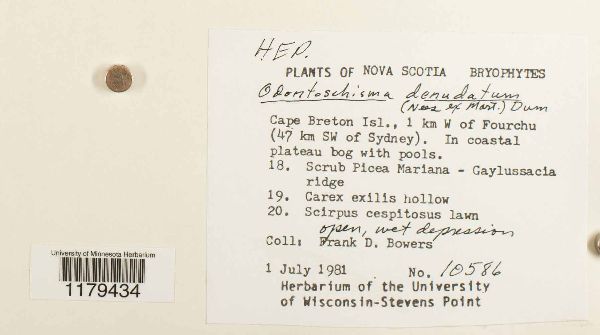 HEP.
PLANTS OF NOVA SCOTIA BRYOPHYTES
Odontoschisma denudatum
(Nees ex Mart.) Dum
Cape Breton Isl., 1 km W of Fourchu
(47 km SW of Sydney). In coastal
plateau bog with pools.
18. Scrub Picea Mariana - Gaylussacia
ridge
19. Carex exilis hollow
20. Scirpus cespitosus lawn
open, wet depression
Coll: Frank D. Bowers
1 July 1981 No. 10586
Herbarium of the University
of Wisconsin-Stevens Point
University of Minnesota Herbarium
1179434